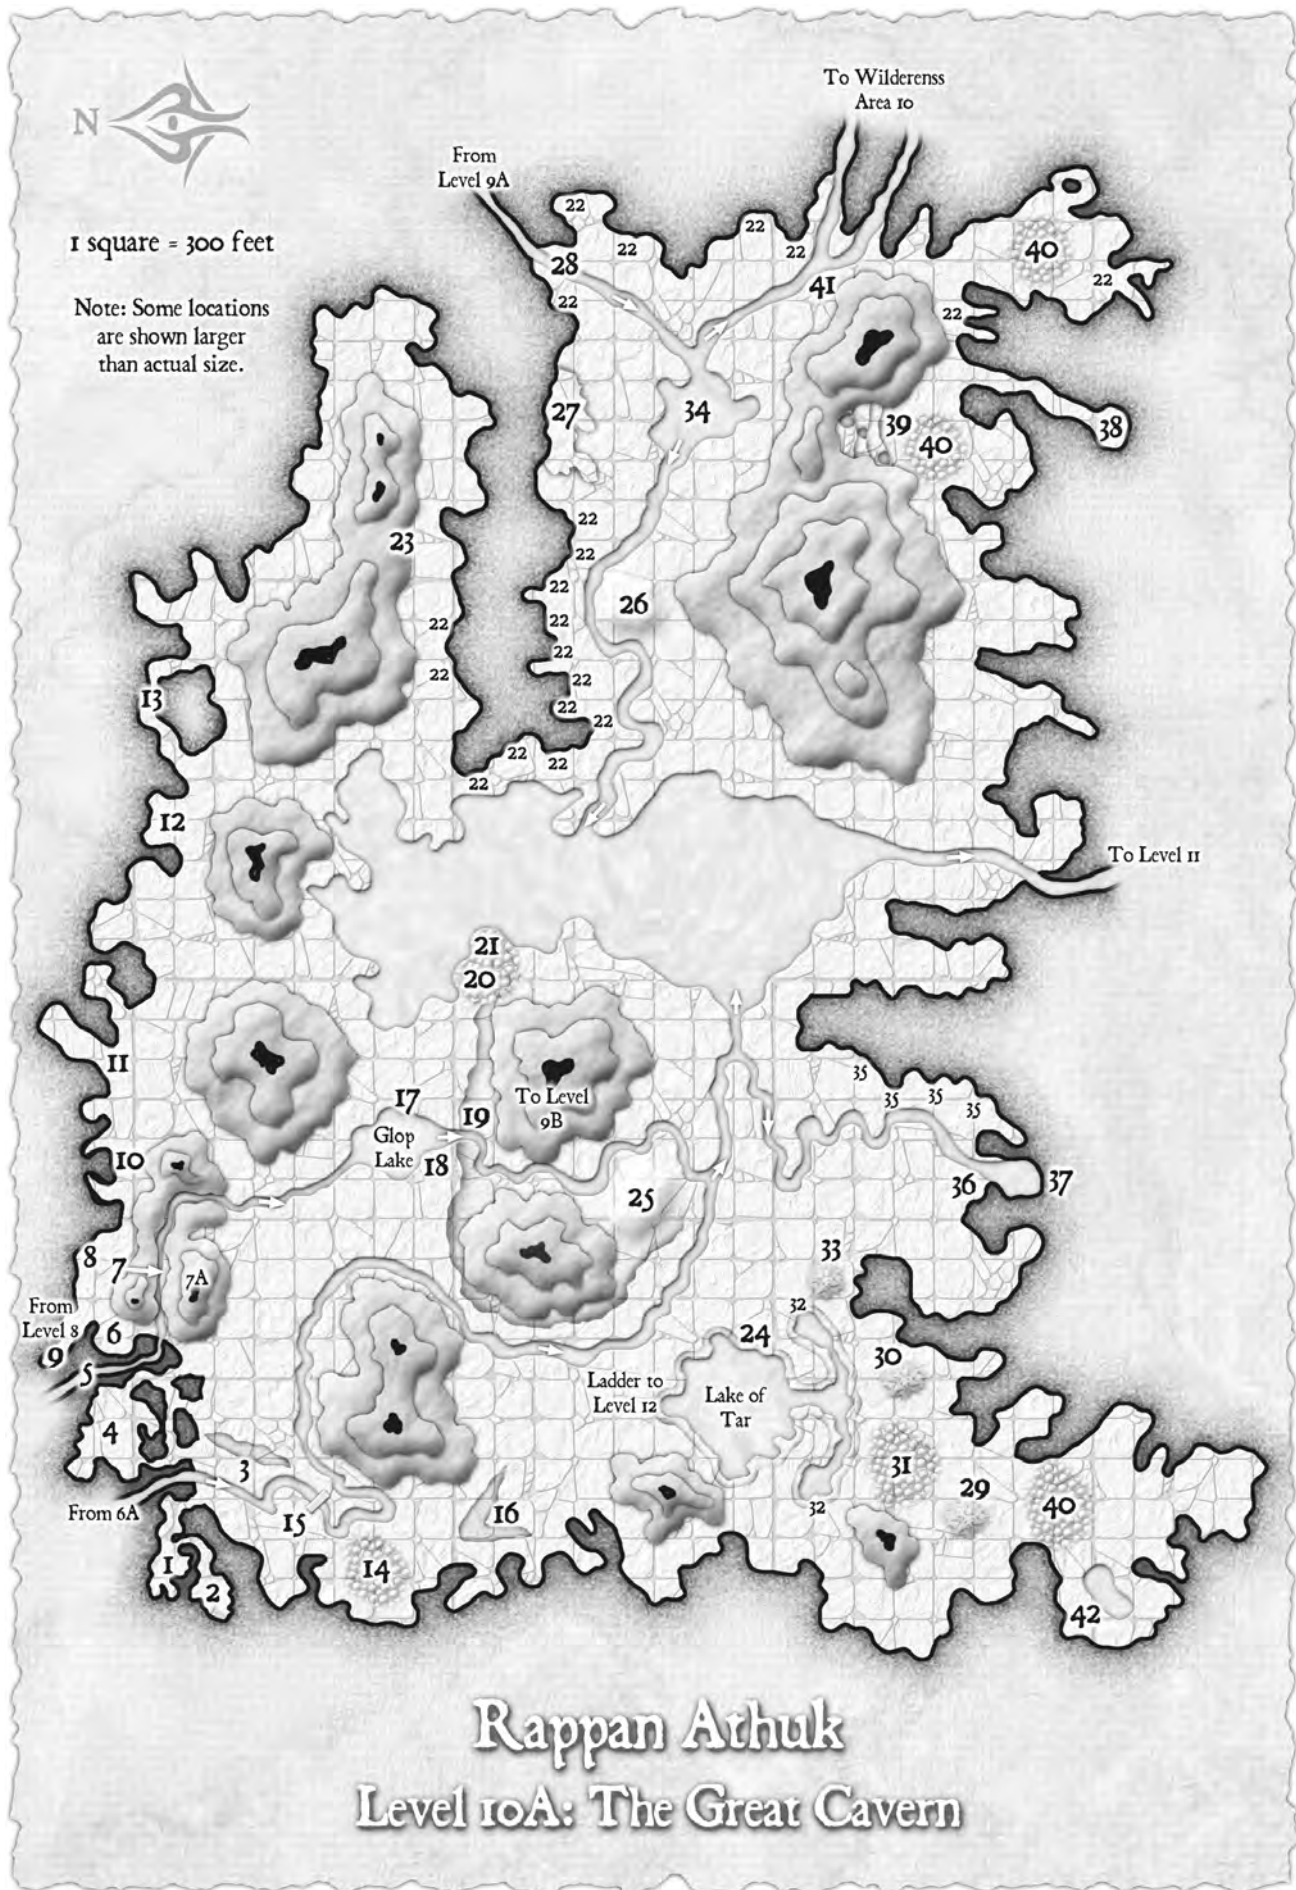 To Wilderenss
Area 10
N
From
Level 9A
22
22
22
22
1 square = 300 feet
28
40
22
41
22
22
Note: Some locations
are shown larger
than actual size.
27
34
39
38
40
22
23
22
22
26
22
22
22
22
22
13
22
22
22
22
22
12
To Level 11
21
20
11
35
35
35
35
17
19
To Level
9B
Glop
Lake
18
10
36
37
25
8
7
7A
33
From
Level 8
32
6
24
9
30
5
Ladder to
Level 12
Lake of
Tar
4
3
31
29
From 6A
15
16
32
40
1
2
14
42
Rappan Athuk
Level 10A: The Great Cavern